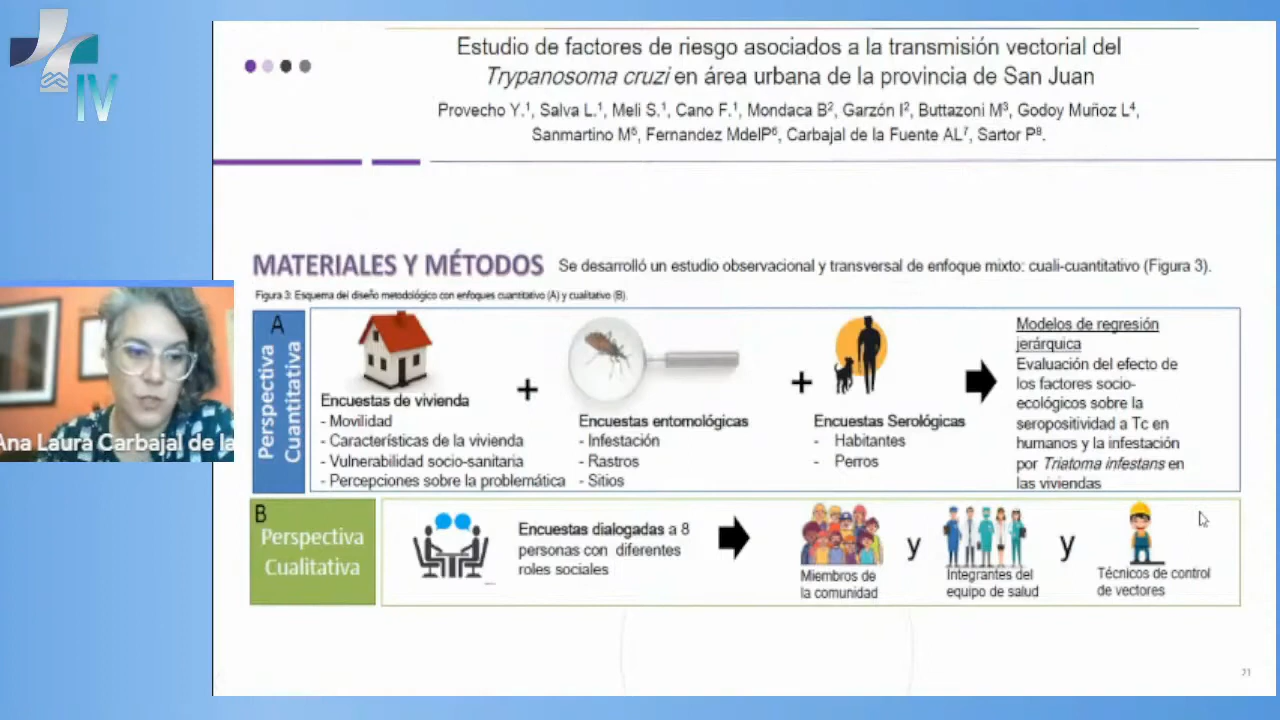 IV
Estudio de factores de riesgo asociados a la transmisión vectorial del
Trypanosoma cruzi en área urbana de la provincia de San Juan
Provecho Y.¹, Salva L.¹, Meli S.¹, Cano F.¹, Mondaca B², Garzón I², Buttazoni M³, Godoy Muñoz L⁴,
Sanmartino M⁵, Fernandez MdelP⁶, Carbajal de la Fuente AL⁷, Sartor P⁸.
MATERIALES Y MÉTODOS
Se desarrolló un estudio observacional y transversal de enfoque mixto: cuali-cuantitativo (Figura 3).
Figura 3: Esquema del diseño metodológico con enfoques cuantitativo (A) y cualitativo (B).
A
Perspectiva
Cuantitativa
Encuestas de vivienda
- Movilidad
- Características de la vivienda
- Vulnerabilidad socio-sanitaria
- Percepciones sobre la problemática
+
Encuestas entomológicas
- Infestación
- Rastros
- Sitios
+
Encuestas Serológicas
- Habitantes
- Perros
Modelos de regresión
jerárquica
Evaluación del efecto de
los factores socio-
ecológicos sobre la
seropositividad a Tc en
humanos y la infestación
por Triatoma infestans en
las viviendas
B
Perspectiva
Cualitativa
Encuestas dialogadas a 8
personas con diferentes
roles sociales
Miembros de
la comunidad
y
Integrantes del
equipo de salud
y
Técnicos de control
de vectores
Ana Laura Carbajal de la
21